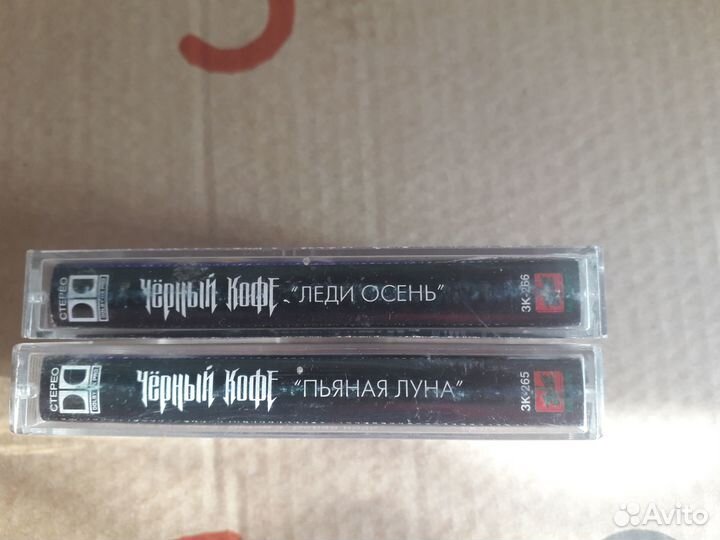 СТЕРЕО
ЧЁРНЫЙ КОФЕ "ЛЕДИ ОСЕНЬ" ЗК-266
СТЕРЕО
ЧЁРНЫЙ КОФЕ "ПЬЯНАЯ ЛУНА" ЗК-265
Avito